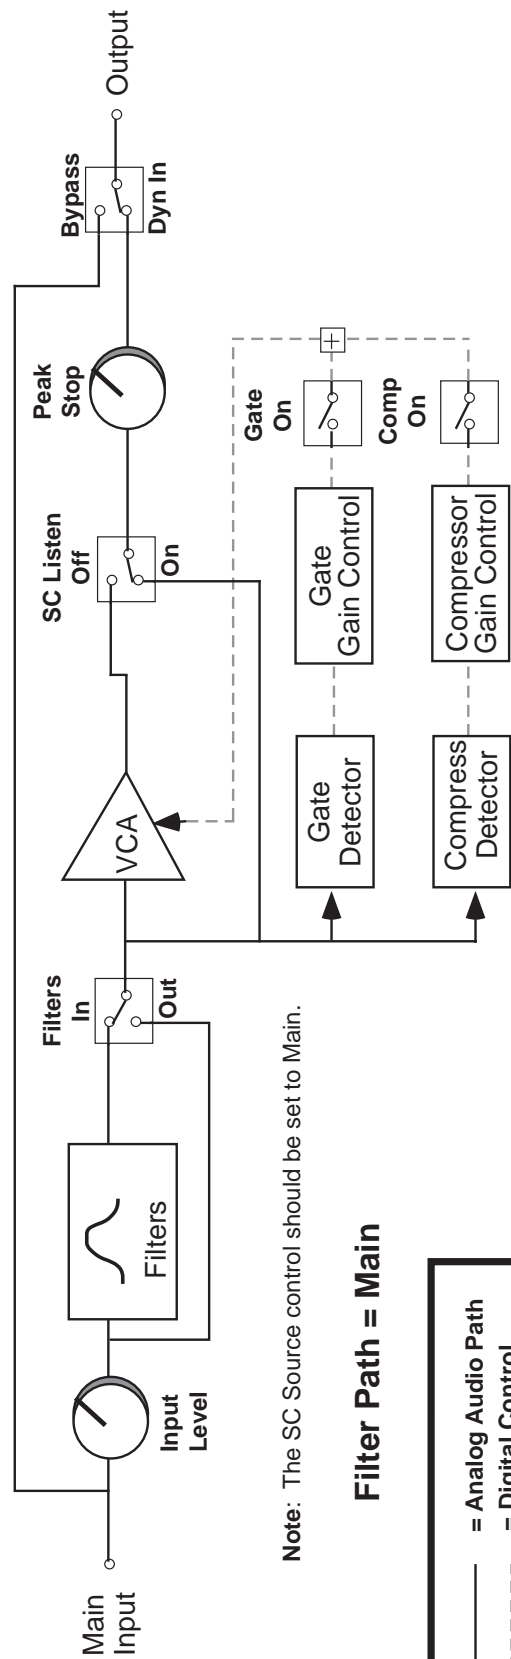 Main
Input
Input
Level
Filters
Filters
In
Out
VCA
SC Listen
Off
On
Peak
Stop
Bypass
Dyn In
Output
Gate
Detector
Gate
Gain Control
Gate
On
+
Compress
Detector
Compressor
Gain Control
Comp
On
Note: The SC Source control should be set to Main.
Filter Path = Main
= Analog Audio Path
= Digital Control